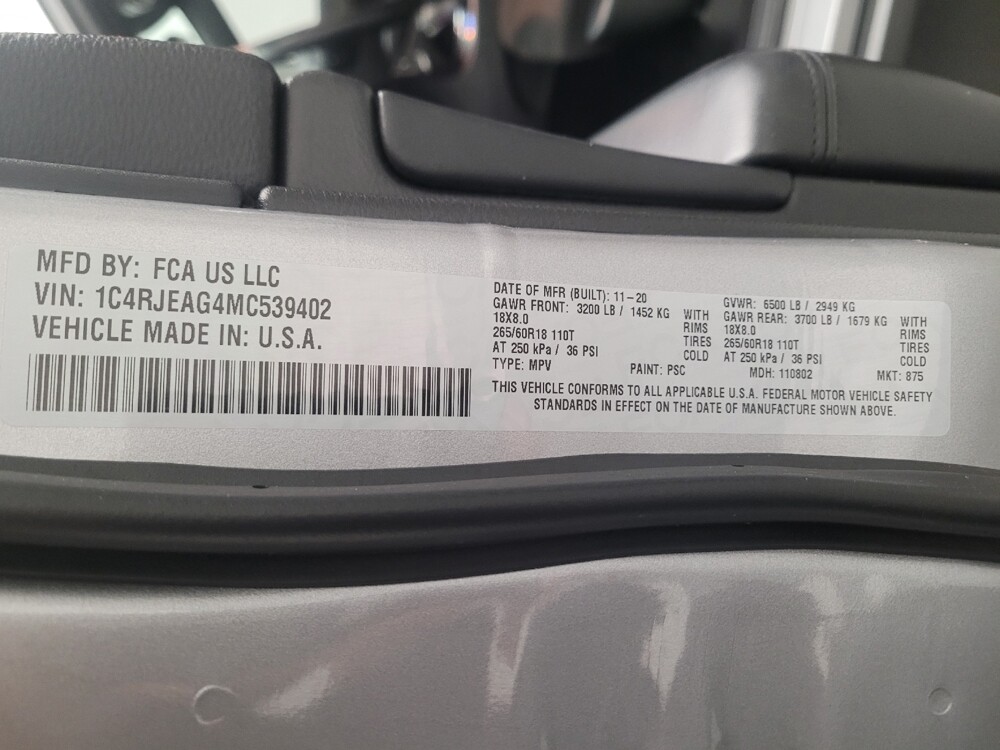 MFD BY: FCA US LLC
VIN: 1C4RJEAG4MC539402
VEHICLE MADE IN: U.S.A.
DATE OF MFR (BUILT): 11-20
GAWR FRONT: 3200 LB / 1452 KG WITH
18X8.0 RIMS
265/60R18 110T TIRES
AT 250 kPa / 36 PSI COLD
TYPE: MPV PAINT: PSC
GVWR: 6500 LB / 2949 KG
GAWR REAR: 3700 LB / 1679 KG WITH
18X8.0 RIMS
265/60R18 110T TIRES
AT 250 kPa / 36 PSI COLD
MDH: 110802 MKT: 875
THIS VEHICLE CONFORMS TO ALL APPLICABLE U.S.A. FEDERAL MOTOR VEHICLE SAFETY
STANDARDS IN EFFECT ON THE DATE OF MANUFACTURE SHOWN ABOVE.